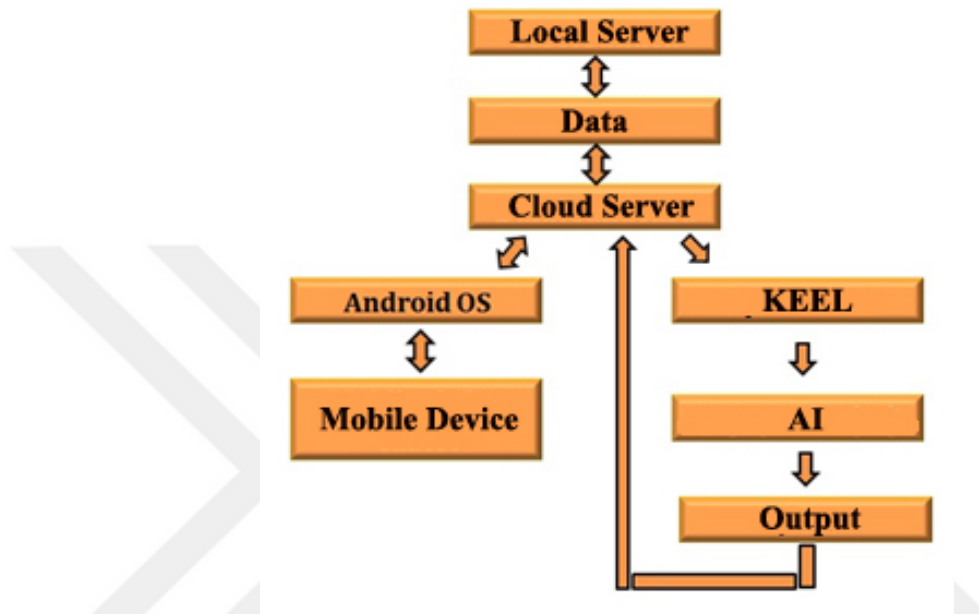 Local Server
Data
Cloud Server
Android OS
KEEL
Mobile Device
AI
Output